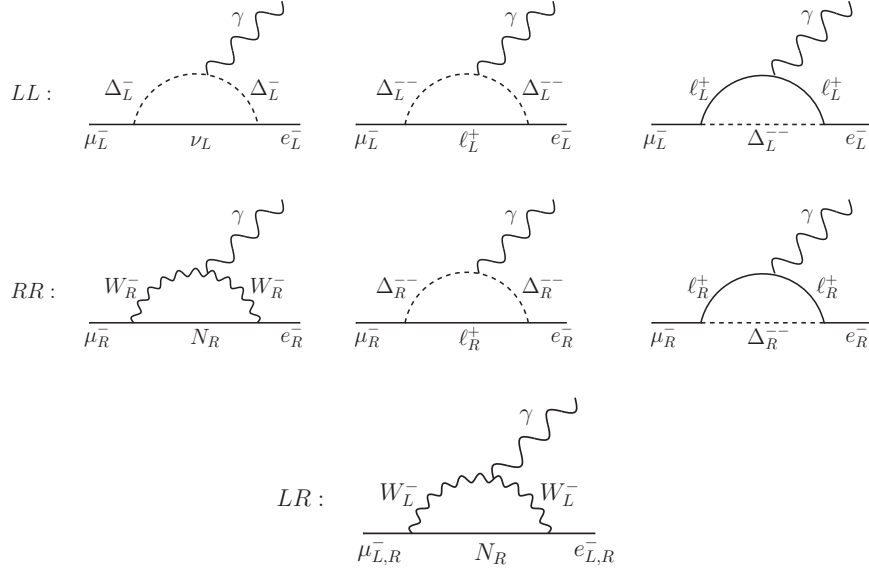 γ γ γ
LL : Δ_L^- Δ_L^- Δ_L^{--} Δ_L^{--} ℓ_L^+ ℓ_L^+
μ_L^- ν_L e_L^- μ_L^- ℓ_L^+ e_L^- μ_L^- Δ_L^{--} e_L^-
γ γ γ
RR : W_R^- W_R^- Δ_R^{--} Δ_R^{--} ℓ_R^+ ℓ_R^+
μ_R^- N_R e_R^- μ_R^- ℓ_R^+ e_R^- μ_R^- Δ_R^{--} e_R^-
γ
LR : W_L^- W_L^-
μ_{L,R}^- N_R e_{L,R}^-